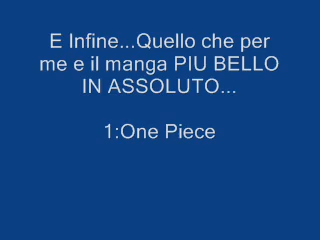 E Infine...Quello che per
me e il manga PIU BELLO
IN ASSOLUTO...
1:One Piece